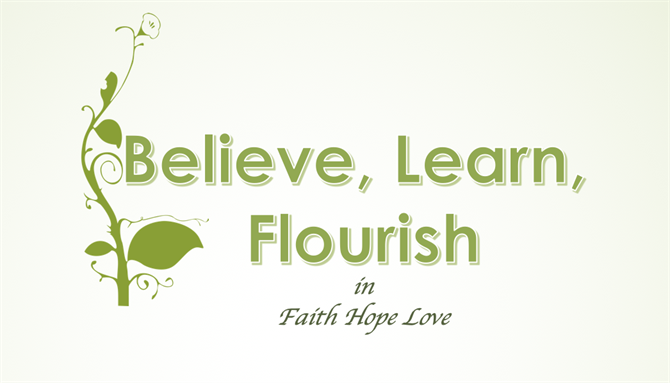 Believe, Learn,
Flourish
in
Faith Hope Love